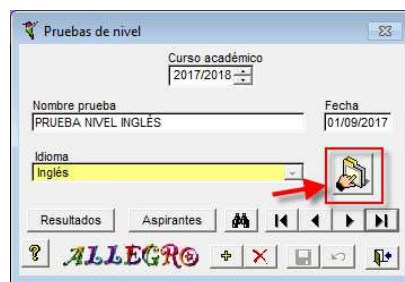 Pruebas de nivel
Curso académico
2017/2018
Nombre prueba
Fecha
PRUEBA NIVEL INGLÉS
01/09/2017
Idioma
Inglés
Resultados
Aspirantes
?
ALLEGRO